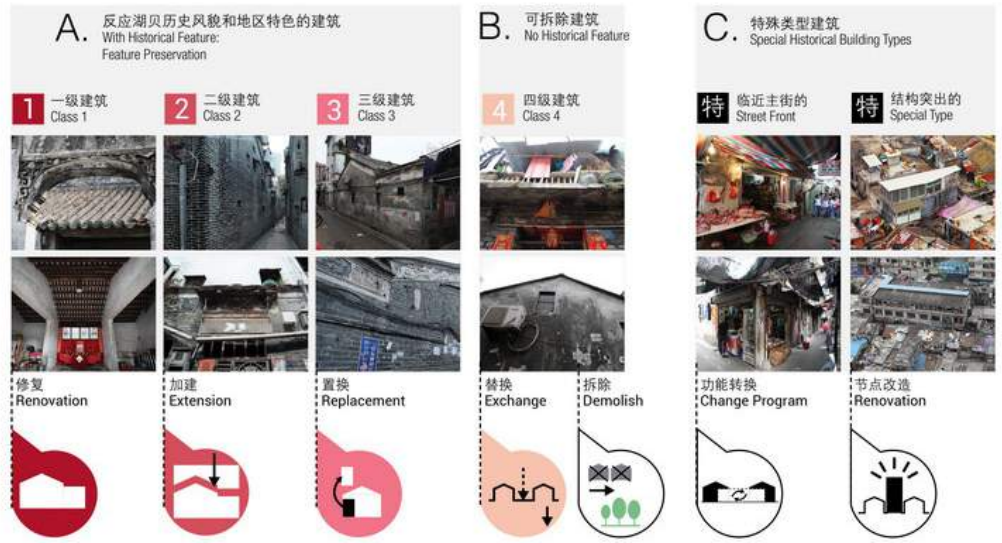 A.
反应湖贝历史风貌和地区特色的建筑
With Historical Feature:
Feature Preservation
B.
可拆除建筑
No Historical Feature
C.
特殊类型建筑
Special Historical Building Types
1
一级建筑
Class 1
2
二级建筑
Class 2
3
三级建筑
Class 3
4
四级建筑
Class 4
特
临近主街的
Street Front
特
结构突出的
Special Type
修复
Renovation
加建
Extension
置换
Replacement
替换
Exchange
拆除
Demolish
功能转换
Change Program
节点改造
Renovation